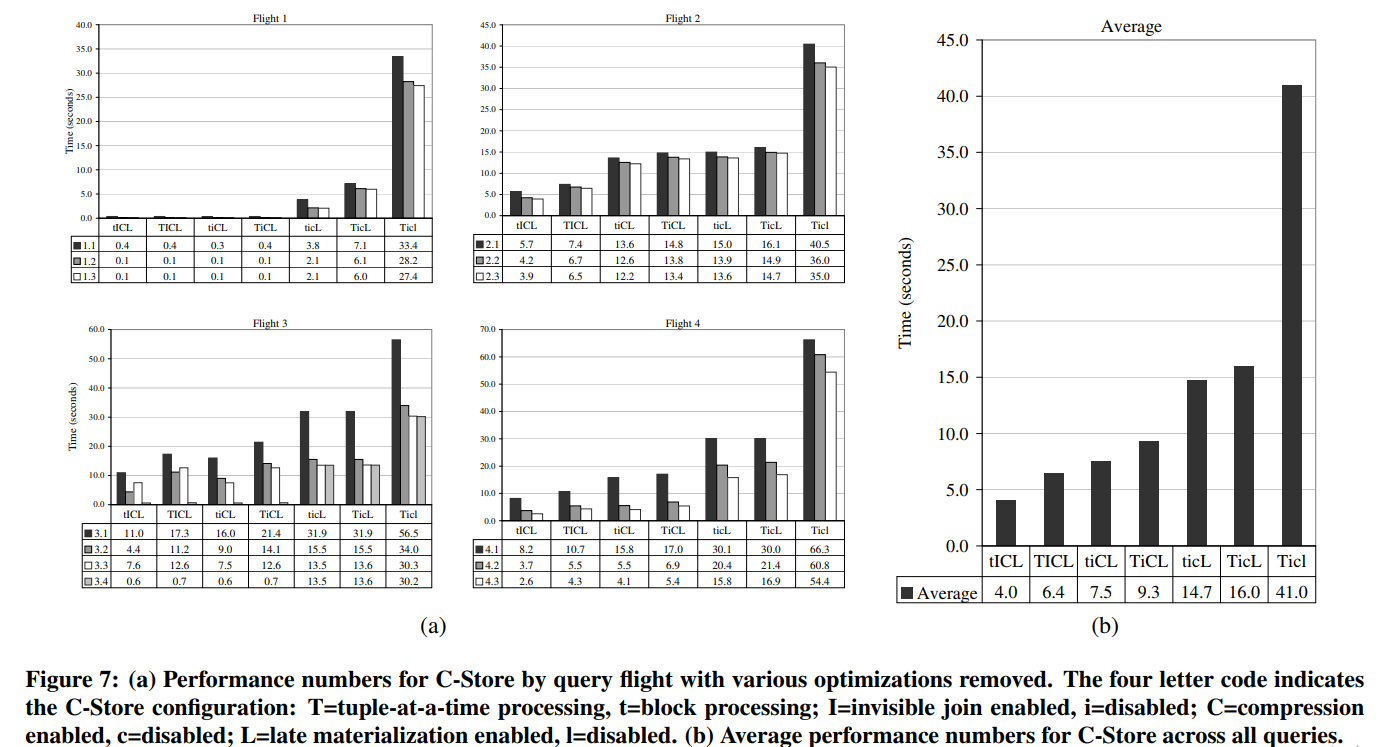 Flight 1
40.0
35.0
30.0
25.0
20.0
15.0
10.0
5.0
0.0
Time (seconds)
tICL TICL tiCL TiCL ticL TicL Ticl
1.1 0.4 0.4 0.3 0.4 3.8 7.1 33.4
1.2 0.1 0.1 0.1 0.1 2.1 6.1 28.2
1.3 0.1 0.1 0.1 0.1 2.1 6.0 27.4
Flight 2
45.0
40.0
35.0
30.0
25.0
20.0
15.0
10.0
5.0
0.0
tICL TICL tiCL TiCL ticL TicL Ticl
2.1 5.7 7.4 13.6 14.8 15.0 16.1 40.5
2.2 4.2 6.7 12.6 13.8 13.9 14.9 36.0
2.3 3.9 6.5 12.2 13.4 13.6 14.7 35.0
Flight 3
60.0
50.0
40.0
30.0
20.0
10.0
0.0
Time (seconds)
tICL TICL tiCL TiCL ticL TicL Ticl
3.1 11.0 17.3 16.0 21.4 31.9 31.9 56.5
3.2 4.4 11.2 9.0 14.1 15.5 15.5 34.0
3.3 7.6 12.6 7.5 12.6 13.5 13.6 30.3
3.4 0.6 0.7 0.6 0.7 13.5 13.6 30.2
Flight 4
70.0
60.0
50.0
40.0
30.0
20.0
10.0
0.0
tICL TICL tiCL TiCL ticL TicL Ticl
4.1 8.2 10.7 15.8 17.0 30.1 30.0 66.3
4.2 3.7 5.5 5.5 6.9 20.4 21.4 60.8
4.3 2.6 4.3 4.1 5.4 15.8 16.9 54.4
(a)
Average
45.0
40.0
35.0
30.0
25.0
20.0
15.0
10.0
5.0
0.0
Time (seconds)
tICL TICL tiCL TiCL ticL TicL Ticl
Average 4.0 6.4 7.5 9.3 14.7 16.0 41.0
(b)
Figure 7: (a) Performance numbers for C-Store by query flight with various optimizations removed. The four letter code indicates
the C-Store configuration: T=tuple-at-a-time processing, t=block processing; I=invisible join enabled, i=disabled; C=compression
enabled, c=disabled; L=late materialization enabled, l=disabled. (b) Average performance numbers for C-Store across all queries.